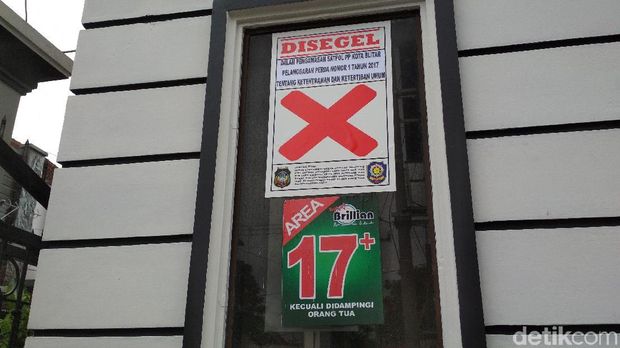 DISEGEL
DALAM PENGAWASAN SATPOL PP KOTA BLITAR
PELANGGARAN PERDA NOMOR 1 TAHUN 2017
TENTANG KETENTRAMAN DAN KETERTIBAN UMUM
AREA
Brillian
17+
KECUALI DIDAMPINGI
ORANG TUA
detikcom